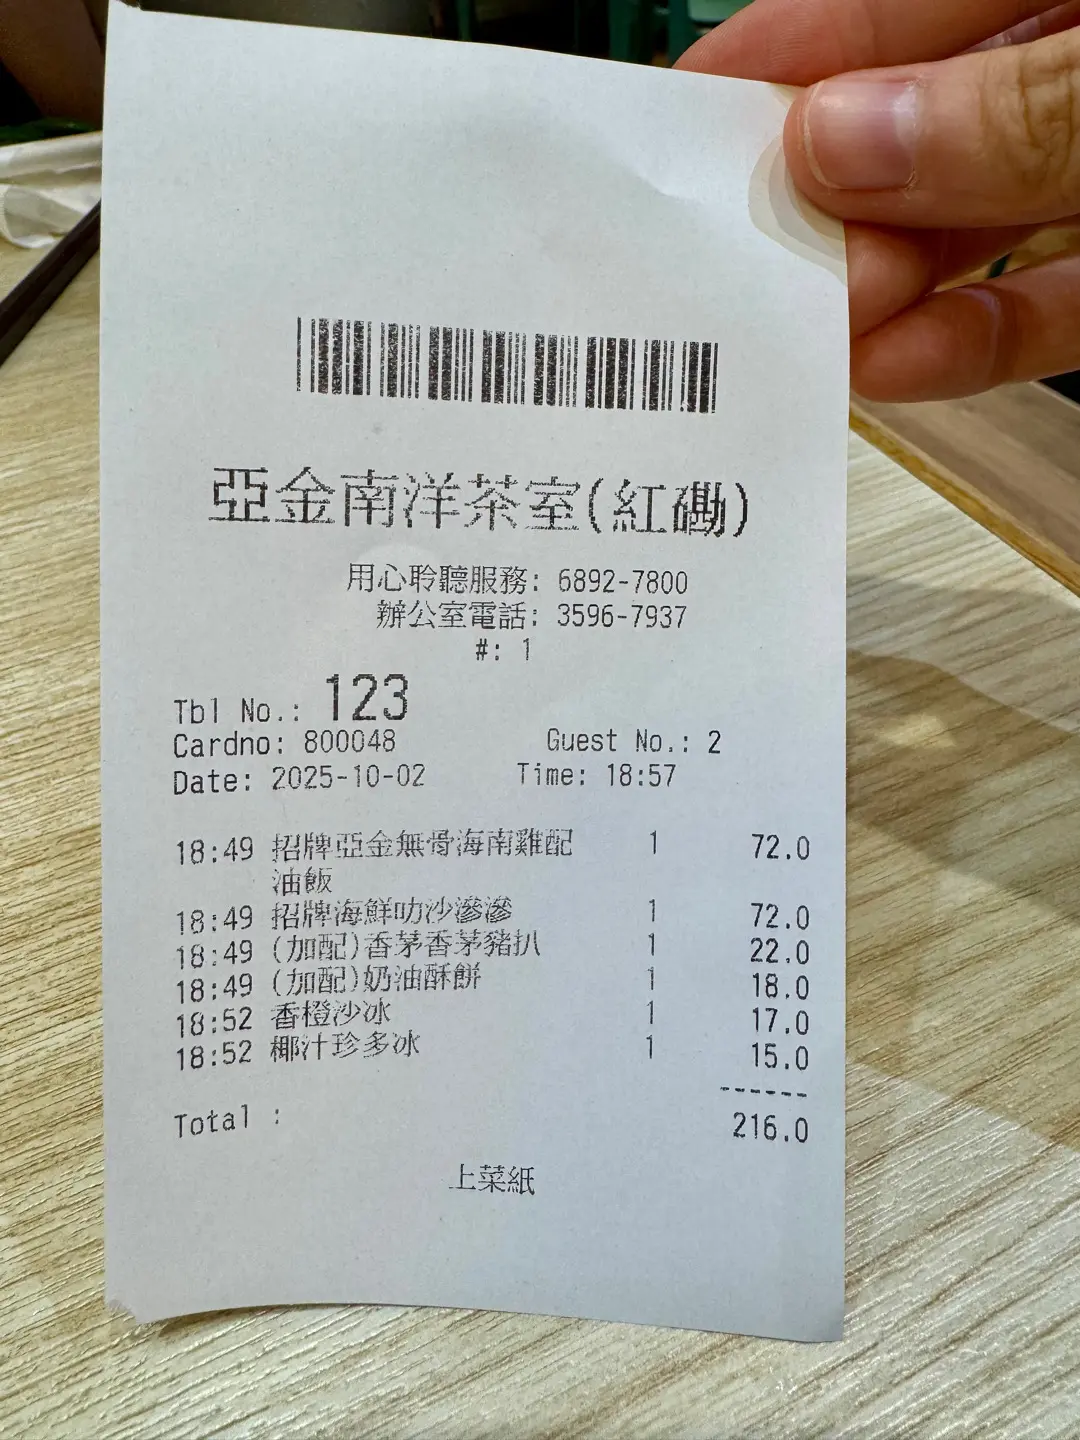 亞金南洋茶室(紅磡)
用心聆聽服務: 6892-7800
辦公室電話: 3596-7937
#: 1
Tbl No.: 123
Cardno: 800048 Guest No.: 2
Date: 2025-10-02 Time: 18:57
18:49 招牌亞金無骨海南雞配 1 72.0
油飯
18:49 招牌海鮮叻沙滲滲 1 72.0
18:49 (加配)香茅香茅豬扒 1 22.0
18:49 (加配)奶油酥餅 1 18.0
18:52 香橙沙冰 1 17.0
18:52 椰汁珍多冰 1 15.0
------
Total : 216.0
上菜紙